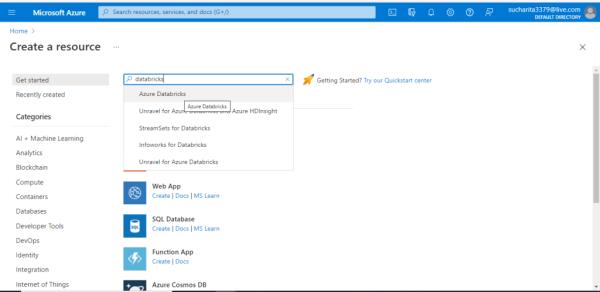 Microsoft Azure
Search resources, services, and docs (G+/)
sucharita3379@live.com
DEFAULT DIRECTORY
Home >
Create a resource ...
Get started
Recently created
Categories
AI + Machine Learning
Analytics
Blockchain
Compute
Containers
Databases
Developer Tools
DevOps
Identity
Integration
Internet of Things
databricks
Getting Started? Try our Quickstart center
Azure Databricks
Azure Databricks
Unravel for Azure and Azure HDInsight
StreamSets for Databricks
Infoworks for Databricks
Unravel for Azure Databricks
Web App
Create | Docs | MS Learn
SQL Database
Create | Docs | MS Learn
Function App
Create | Docs
Azure Cosmos DB